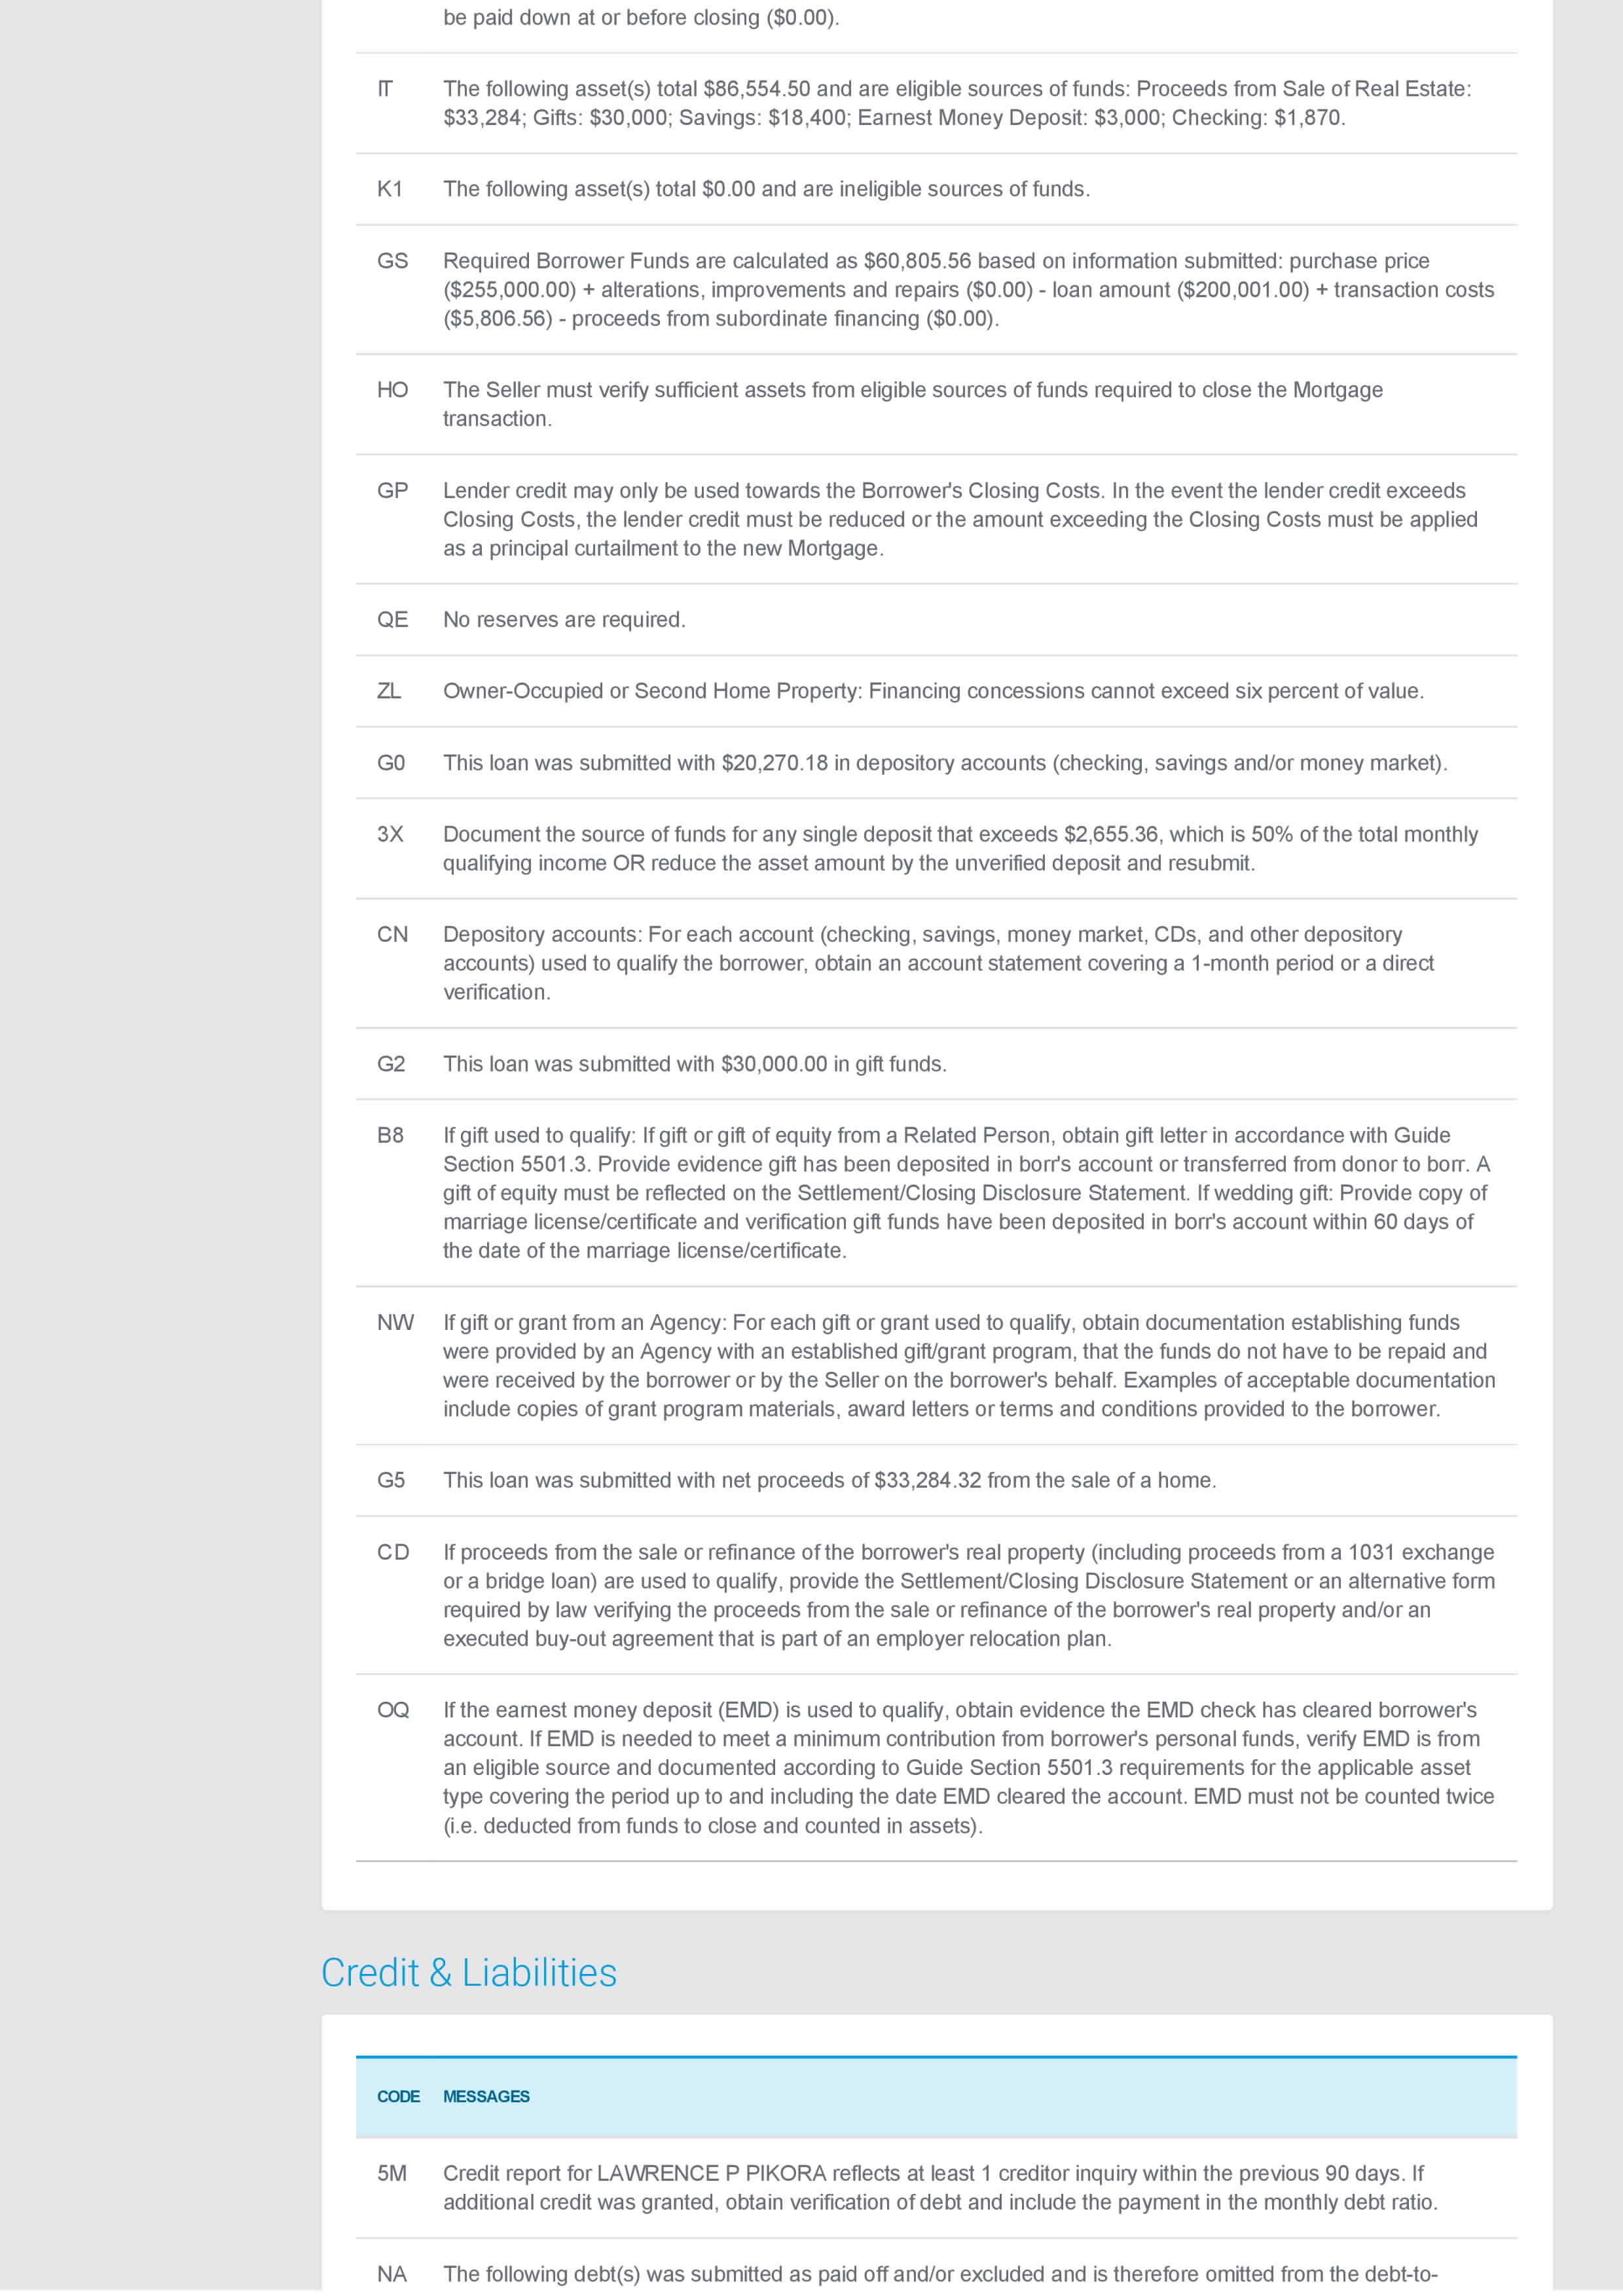 be paid down at or before closing ($0.00).
IT The following asset(s) total $86,554.50 and are eligible sources of funds: Proceeds from Sale of Real Estate:
$33,284; Gifts: $30,000; Savings: $18,400; Earnest Money Deposit: $3,000; Checking: $1,870.
K1 The following asset(s) total $0.00 and are ineligible sources of funds.
GS Required Borrower Funds are calculated as $60,805.56 based on information submitted: purchase price
($255,000.00) + alterations, improvements and repairs ($0.00) - loan amount ($200,001.00) + transaction costs
($5,806.56) - proceeds from subordinate financing ($0.00).
HO The Seller must verify sufficient assets from eligible sources of funds required to close the Mortgage
transaction.
GP Lender credit may only be used towards the Borrower's Closing Costs. In the event the lender credit exceeds
Closing Costs, the lender credit must be reduced or the amount exceeding the Closing Costs must be applied
as a principal curtailment to the new Mortgage.
QE No reserves are required.
ZL Owner-Occupied or Second Home Property: Financing concessions cannot exceed six percent of value.
G0 This loan was submitted with $20,270.18 in depository accounts (checking, savings and/or money market).
3X Document the source of funds for any single deposit that exceeds $2,655.36, which is 50% of the total monthly
qualifying income OR reduce the asset amount by the unverified deposit and resubmit.
CN Depository accounts: For each account (checking, savings, money market, CDs, and other depository
accounts) used to qualify the borrower, obtain an account statement covering a 1-month period or a direct
verification.
G2 This loan was submitted with $30,000.00 in gift funds.
B8 If gift used to qualify: If gift or gift of equity from a Related Person, obtain gift letter in accordance with Guide
Section 5501.3. Provide evidence gift has been deposited in borr's account or transferred from donor to borr. A
gift of equity must be reflected on the Settlement/Closing Disclosure Statement. If wedding gift: Provide copy of
marriage license/certificate and verification gift funds have been deposited in borr's account within 60 days of
the date of the marriage license/certificate.
NW If gift or grant from an Agency: For each gift or grant used to qualify, obtain documentation establishing funds
were provided by an Agency with an established gift/grant program, that the funds do not have to be repaid and
were received by the borrower or by the Seller on the borrower's behalf. Examples of acceptable documentation
include copies of grant program materials, award letters or terms and conditions provided to the borrower.
G5 This loan was submitted with net proceeds of $33,284.32 from the sale of a home.
CD If proceeds from the sale or refinance of the borrower's real property (including proceeds from a 1031 exchange
or a bridge loan) are used to qualify, provide the Settlement/Closing Disclosure Statement or an alternative form
required by law verifying the proceeds from the sale or refinance of the borrower's real property and/or an
executed buy-out agreement that is part of an employer relocation plan.
OQ If the earnest money deposit (EMD) is used to qualify, obtain evidence the EMD check has cleared borrower's
account. If EMD is needed to meet a minimum contribution from borrower's personal funds, verify EMD is from
an eligible source and documented according to Guide Section 5501.3 requirements for the applicable asset
type covering the period up to and including the date EMD cleared the account. EMD must not be counted twice
(i.e. deducted from funds to close and counted in assets).
Credit & Liabilities
CODE MESSAGES
5M Credit report for LAWRENCE P PIKORA reflects at least 1 creditor inquiry within the previous 90 days. If
additional credit was granted, obtain verification of debt and include the payment in the monthly debt ratio.
NA The following debt(s) was submitted as paid off and/or excluded and is therefore omitted from the debt-to-